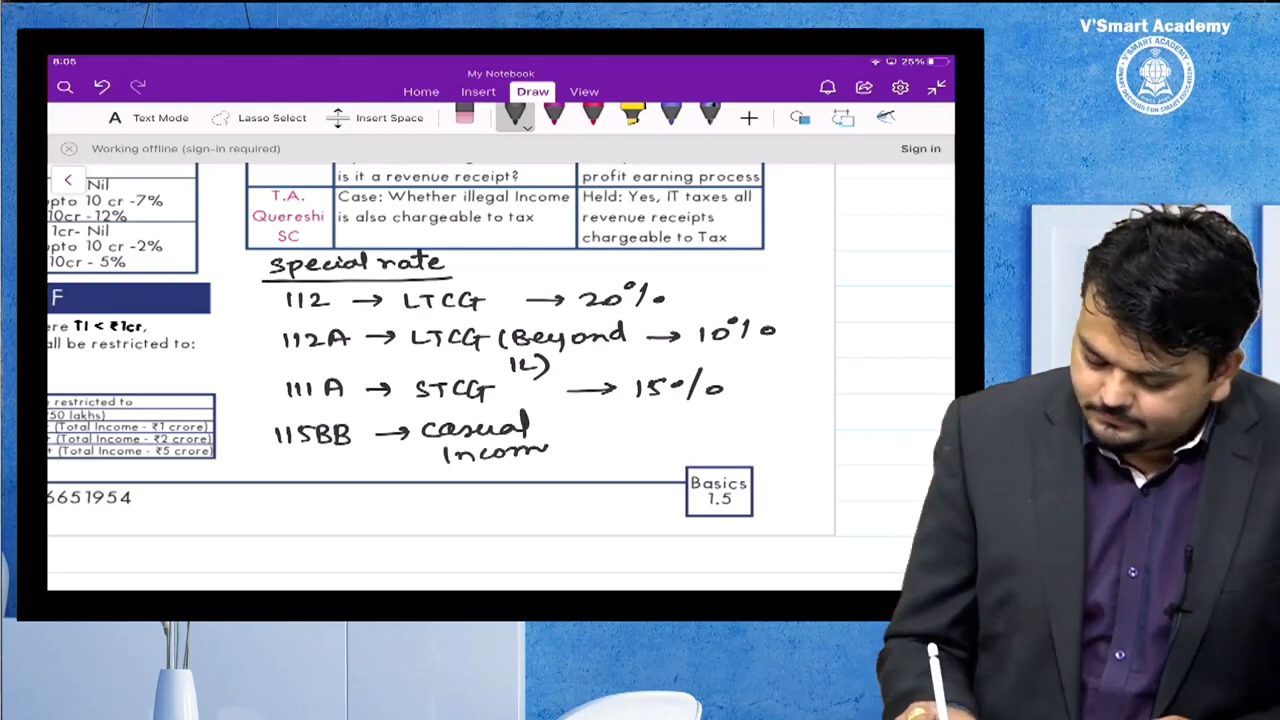 V'Smart Academy
8:05
25%
My Notebook
Home Insert Draw View
A Text Mode Lasso Select Insert Space
Working offline (sign-in required) Sign in
Nil
upto 10 cr -7%
10cr - 12%
1cr- Nil
upto 10 cr -2%
10cr - 5%
is it a revenue receipt?
profit earning process
T.A.
Quereshi
SC
Case: Whether illegal Income
is also chargeable to tax
Held: Yes, IT taxes all
revenue receipts
chargeable to Tax
F
ere TI < ₹1cr,
all be restricted to:
restricted to
50 lakhs)
(Total Income - ₹1 crore)
(Total Income - ₹2 crore)
(Total Income - ₹5 crore)
special rate
112 → LTCG → 20%
112A → LTCG (Beyond → 10%
1L)
111A → STCG → 15%
115BB → casual
Incom
6651954
Basics
1.5